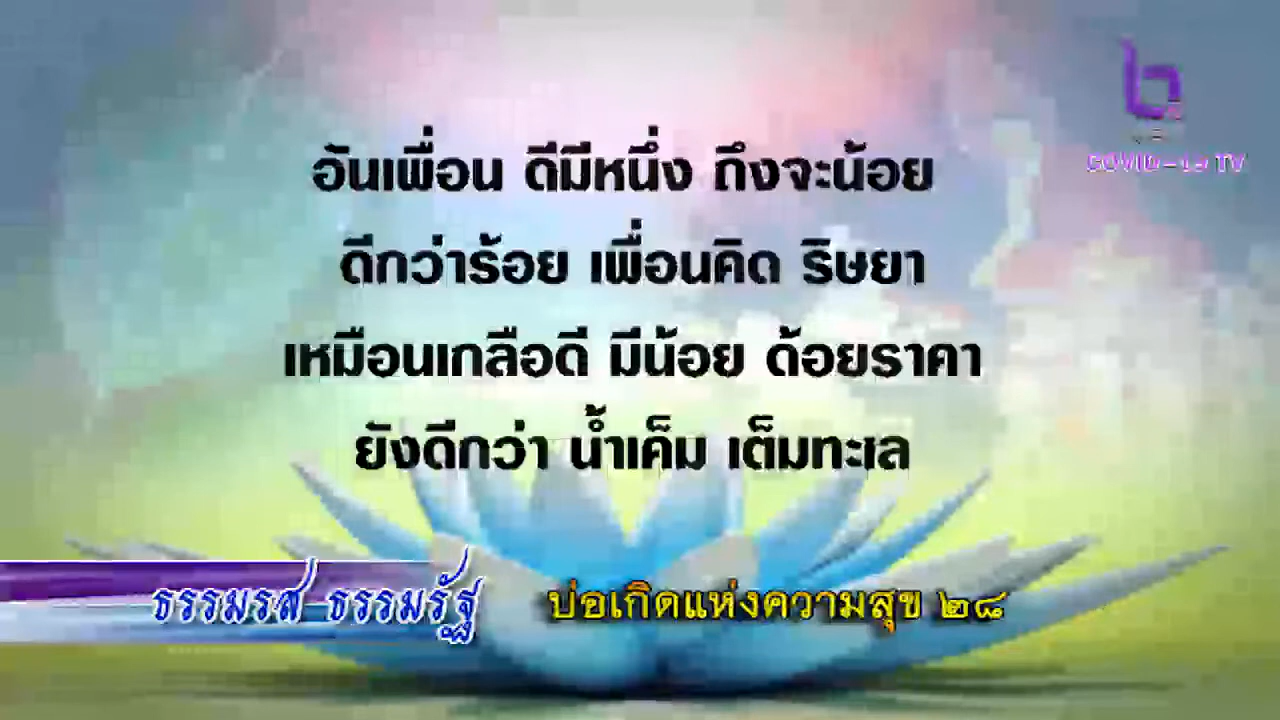 COVID-19 TV
อันเพื่อน ดีมีหนึ่ง ถึงจะน้อย
ดีกว่าร้อย เพื่อนคิด ริษยา
เหมือนเกลือดี มีน้อย ด้อยราคา
ยังดีกว่า น้ำเค็ม เต็มทะเล
ธรรมรส ธรรมรัฐ บ่อเกิดแห่งความสุข ๒๘